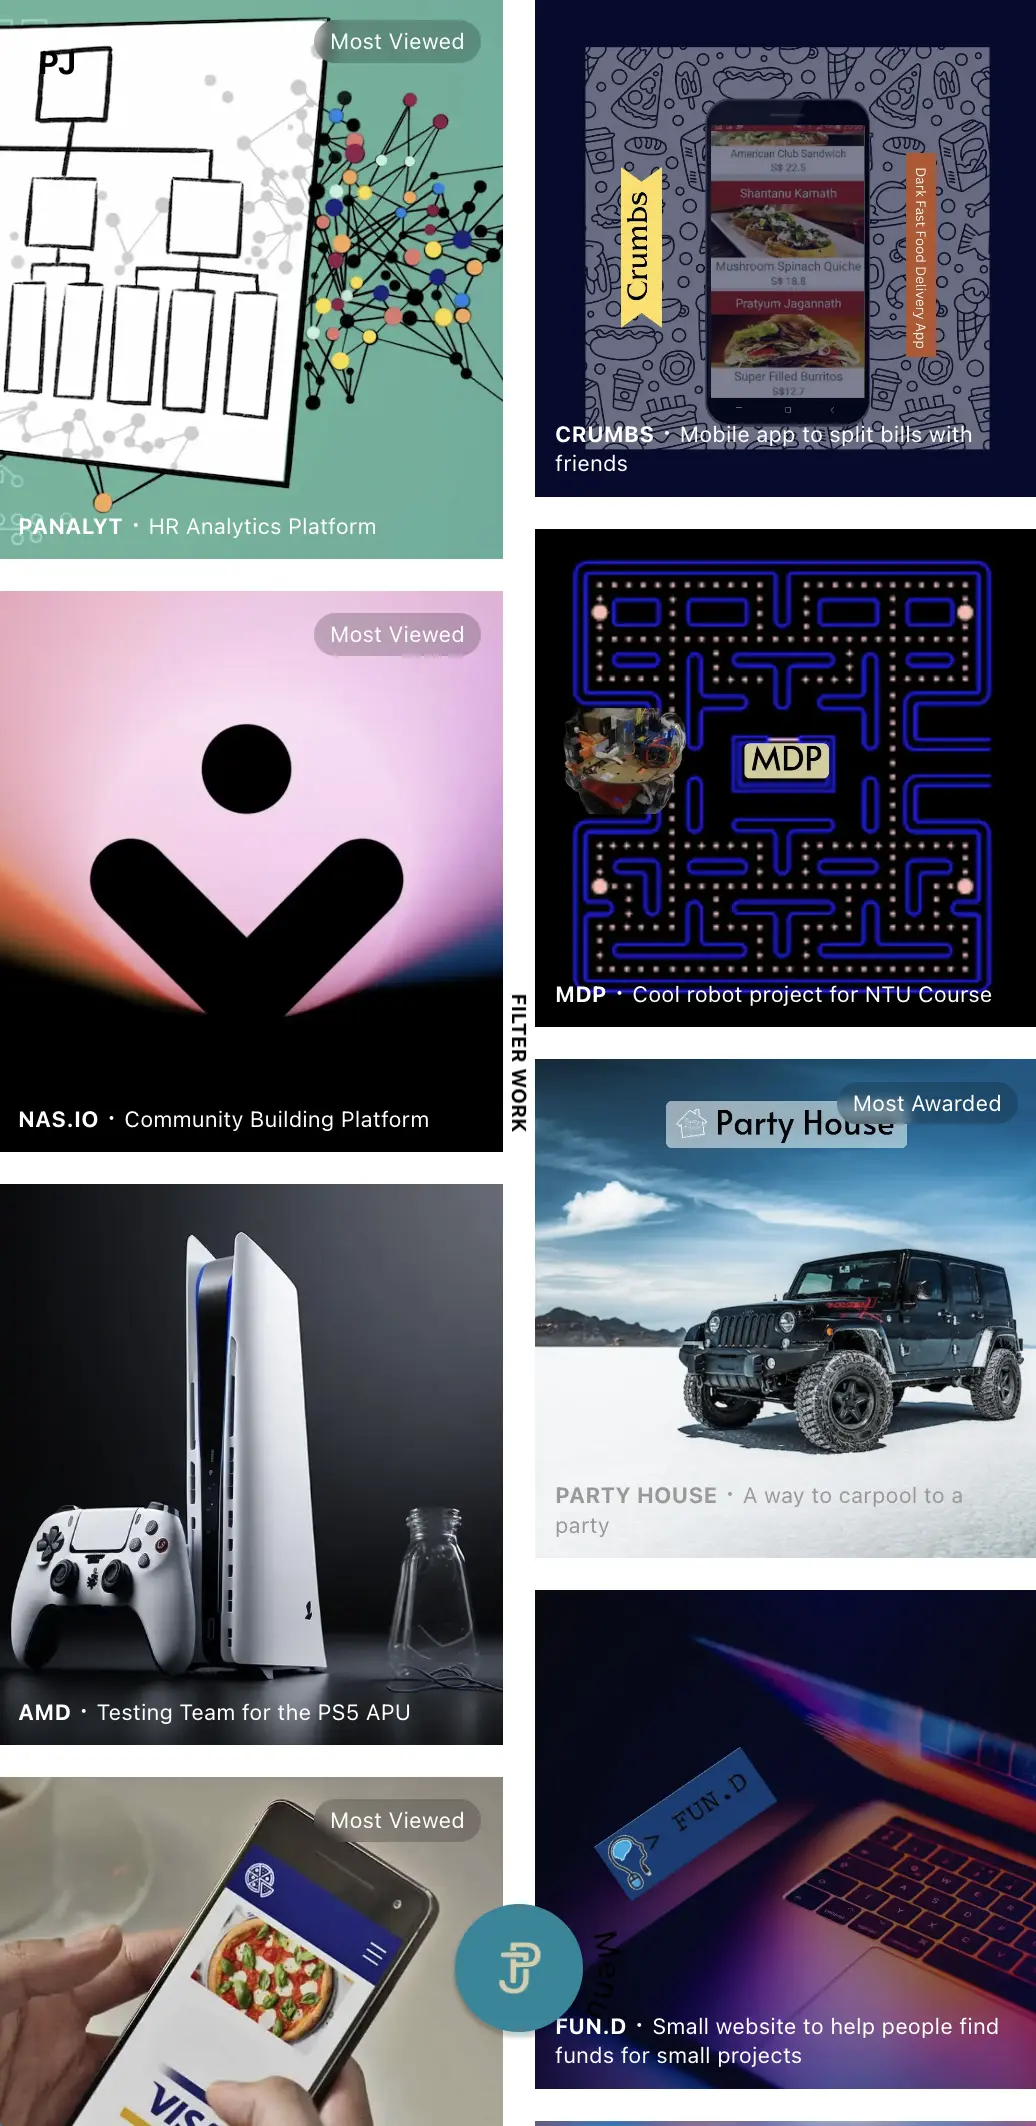 PJ
Most Viewed
PANALYT · HR Analytics Platform
Most Viewed
NAS.IO · Community Building Platform
AMD · Testing Team for the PS5 APU
Most Viewed
VISA
FILTER WORK
Crumbs
American Club Sandwich
S$ 22.5
Shantanu Kamath
Mushroom Spinach Quiche
S$ 18.8
Pratyum Jagannath
Super Filled Burritos
S$12.7
Dark Fast Food Delivery App
CRUMBS · Mobile app to split bills with
friends
MDP
MDP · Cool robot project for NTU Course
Most Awarded
Party House
PARTY HOUSE · A way to carpool to a
party
> FUN.D
Menu
FUN.D · Small website to help people find
funds for small projects